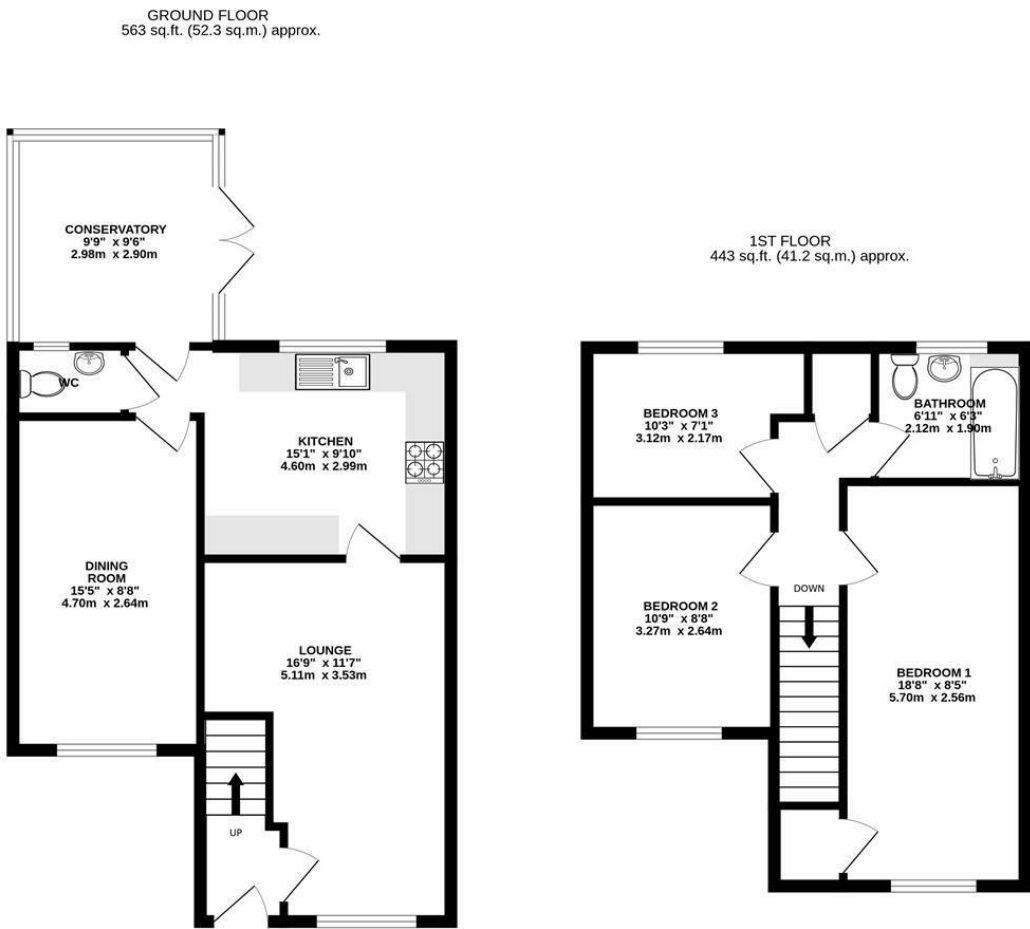 GROUND FLOOR
563 sq.ft. (52.3 sq.m.) approx.
CONSERVATORY
9'9" x 9'6"
2.98m x 2.90m
WC
KITCHEN
15'1" x 9'10"
4.60m x 2.99m
DINING
ROOM
15'5" x 8'8"
4.70m x 2.64m
LOUNGE
16'9" x 11'7"
5.11m x 3.53m
UP
1ST FLOOR
443 sq.ft. (41.2 sq.m.) approx.
BEDROOM 3
10'3" x 7'1"
3.12m x 2.17m
BATHROOM
6'11" x 6'3"
2.12m x 1.90m
DOWN
BEDROOM 2
10'9" x 8'8"
3.27m x 2.64m
BEDROOM 1
18'8" x 8'5"
5.70m x 2.56m